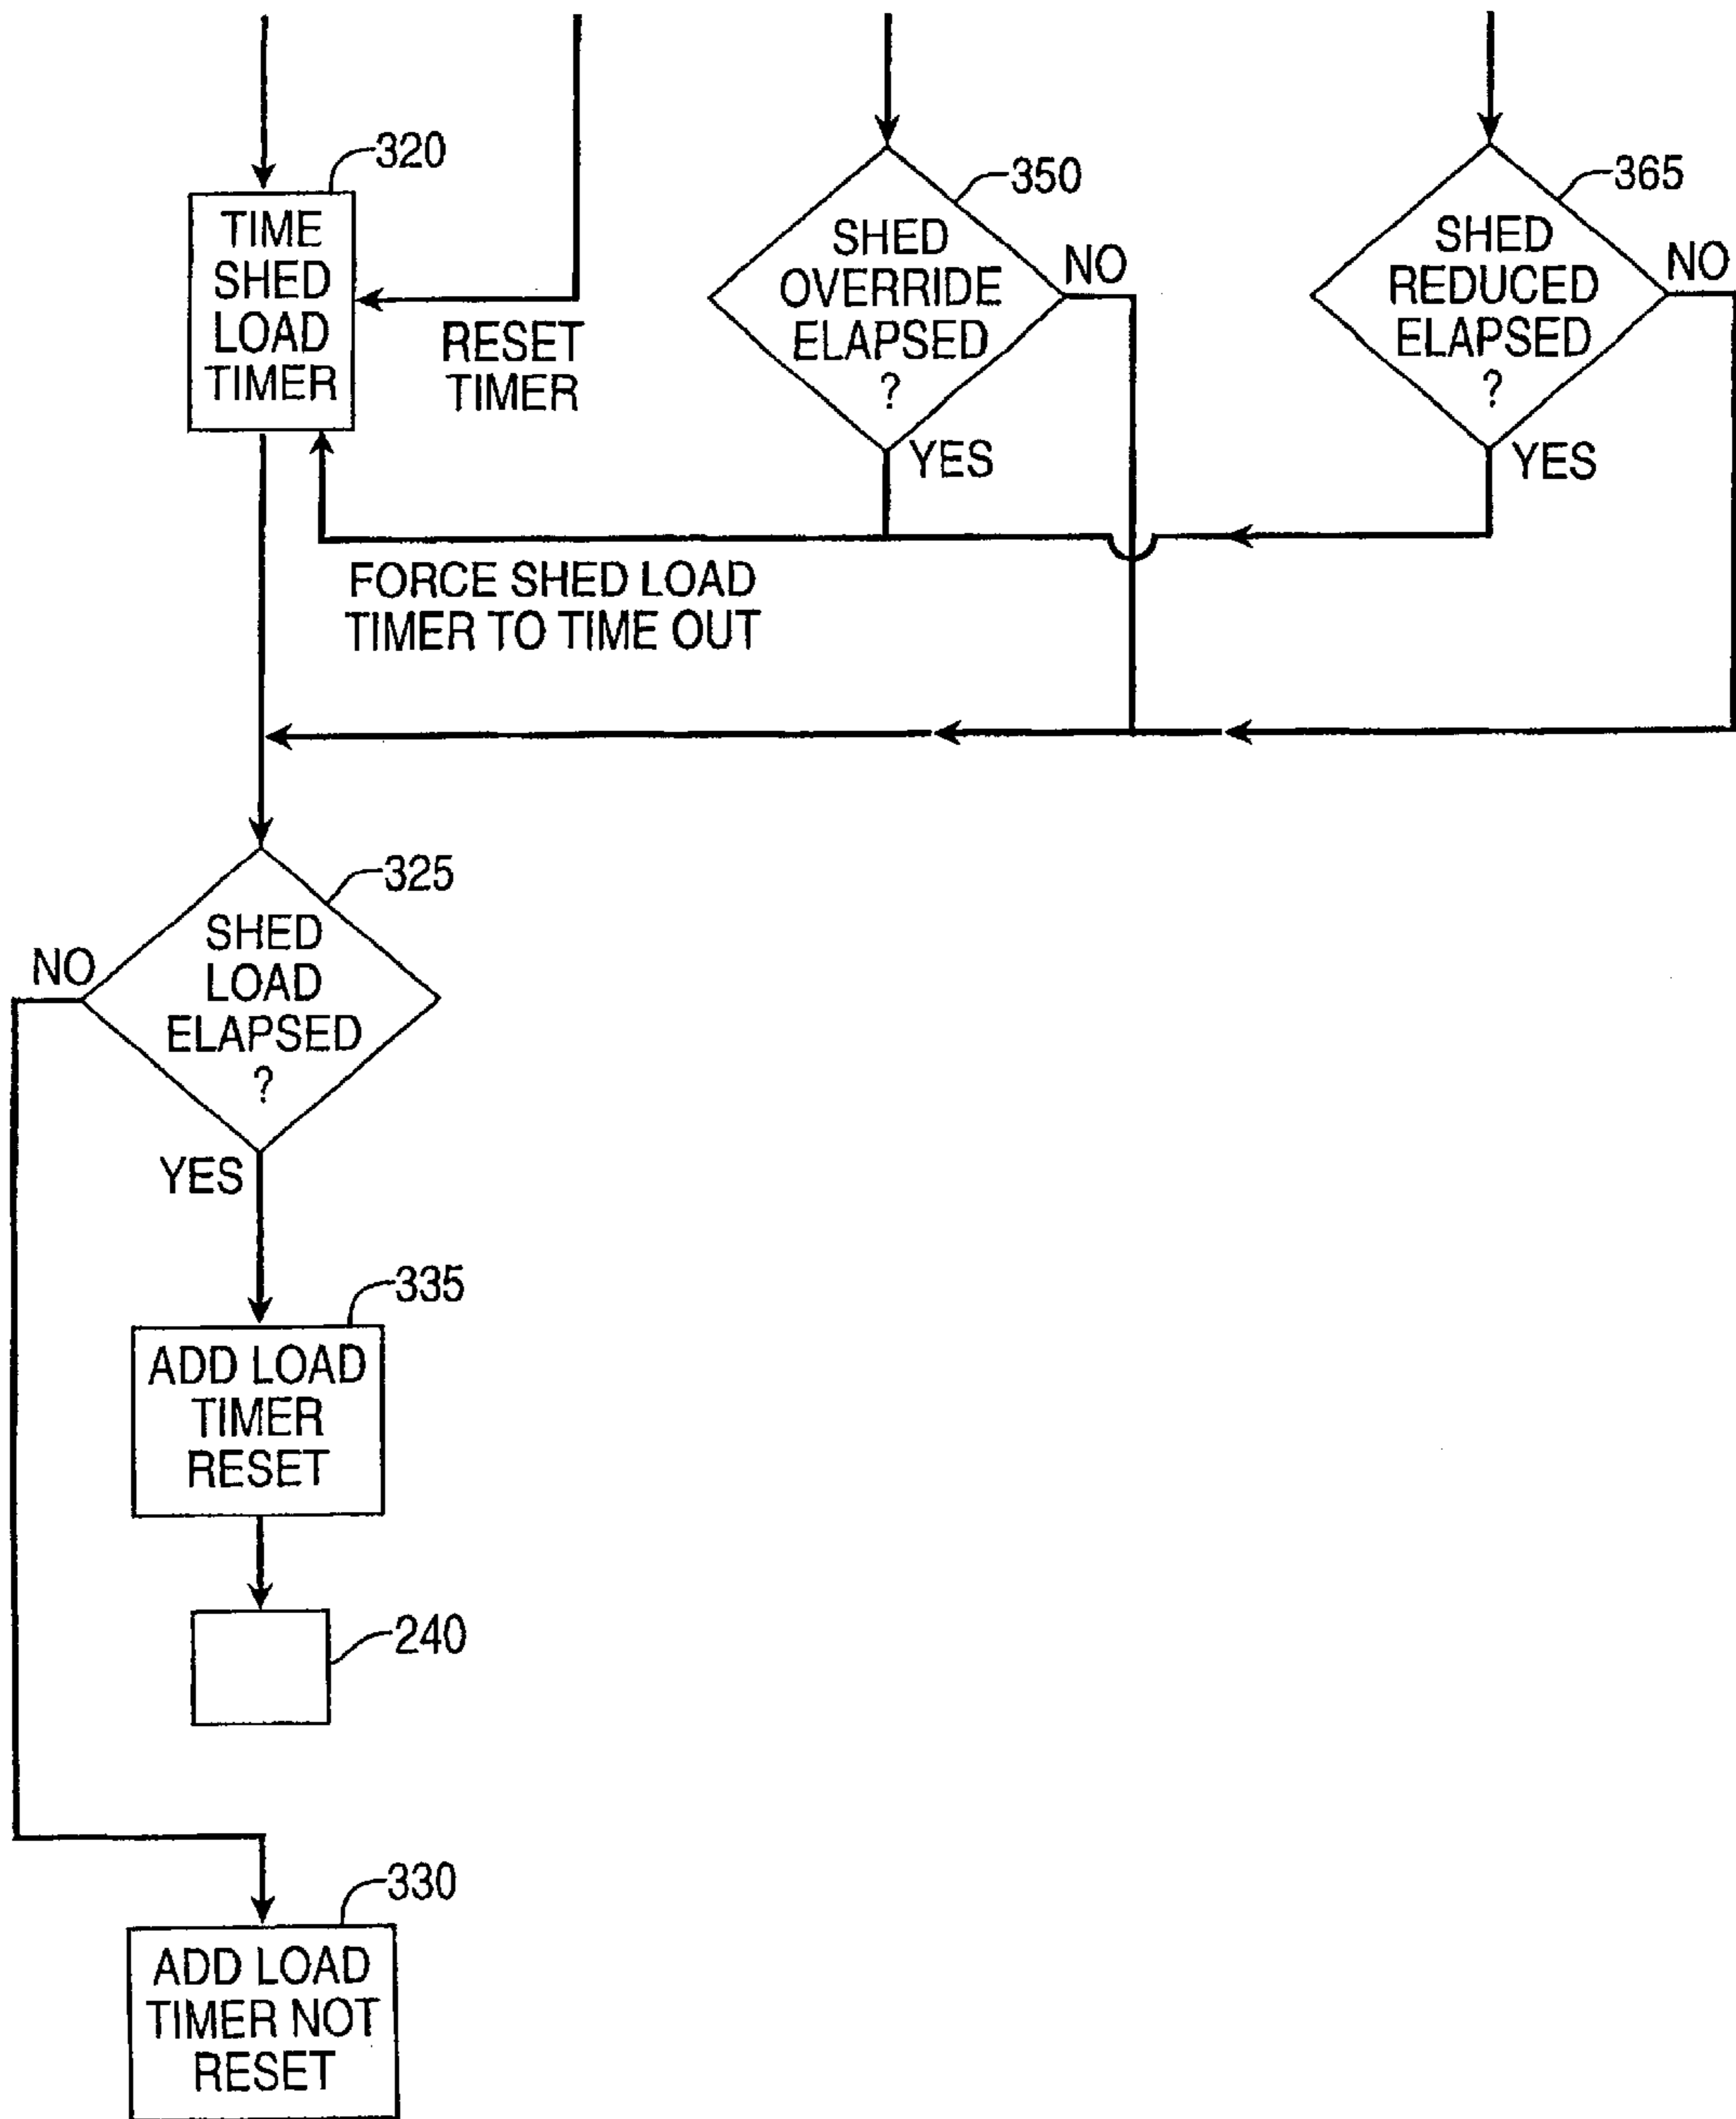 320
TIME
SHED
LOAD
TIMER
RESET
TIMER
350
SHED
OVERRIDE
ELAPSED
?
NO
YES
365
SHED
REDUCED
ELAPSED
?
NO
YES
FORCE SHED LOAD
TIMER TO TIME OUT
325
SHED
LOAD
ELAPSED
?
NO
YES
335
ADD LOAD
TIMER
RESET
240
330
ADD LOAD
TIMER NOT
RESET